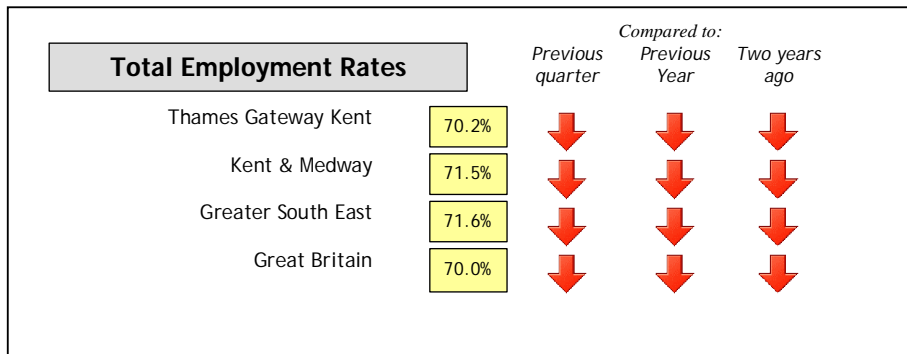 Compared to:
Total Employment Rates
Previous quarter
Previous Year
Two years ago
Thames Gateway Kent 70.2%
Kent & Medway 71.5%
Greater South East 71.6%
Great Britain 70.0%